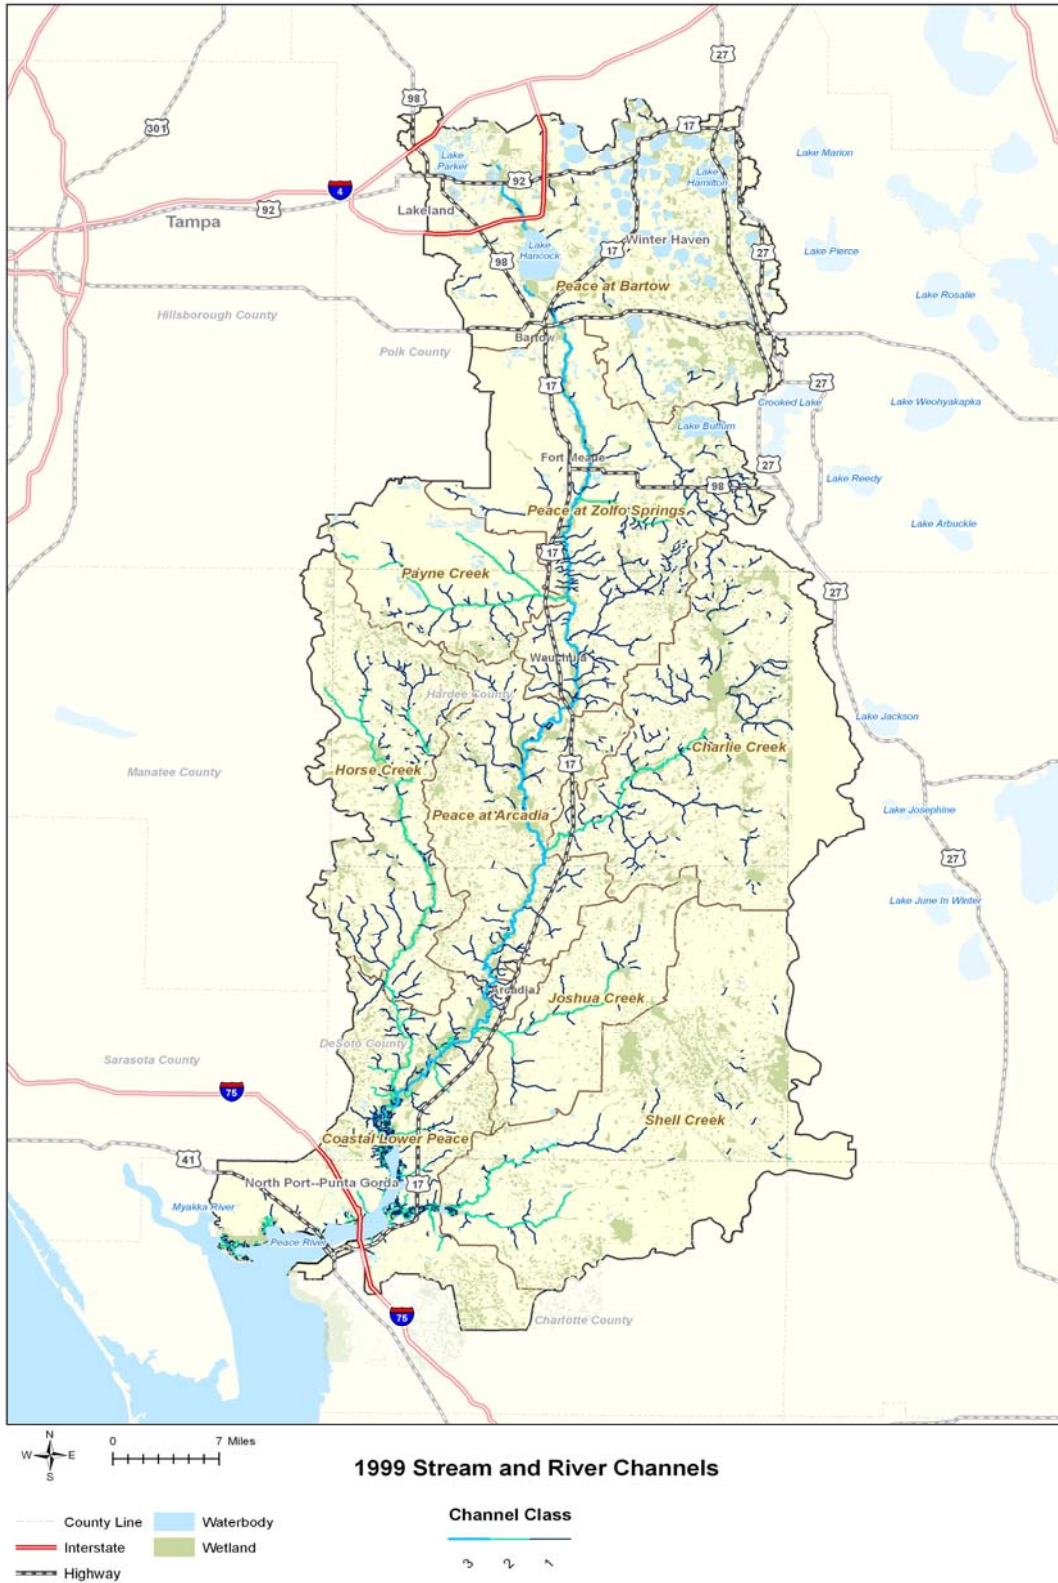 27
98
17
301
Lake Marion
Lake
Parker
Lake
Hamilton
92
4
92
Lakeland
Tampa
Winter Haven
17
Lake
Hancock
27
Lake Pierce
98
Peace at Bartow
Lake Rosalie
Hillsborough County
Bartow
Polk County
17
27
Crooked Lake
Lake Weohyakapka
Lake Buffum
Fort Meade
27
98
Lake Reedy
Peace at Zolfo Springs
Lake Arbuckle
17
Payne Creek
27
Wauchula
Hardee County
Lake Jackson
Charlie Creek
17
Horse Creek
Manatee County
Peace at Arcadia
Lake Josephine
27
Lake June In Winter
Arcadia
Joshua Creek
DeSoto County
Sarasota County
75
Shell Creek
Coastal Lower Peace
41
North Port--Punta Gorda
17
Myakka River
Peace River
75
Charlotte County
N
W
E
S
0
7 Miles
1999 Stream and River Channels
County Line
Waterbody
Interstate
Wetland
Highway
Channel Class
3
2
1